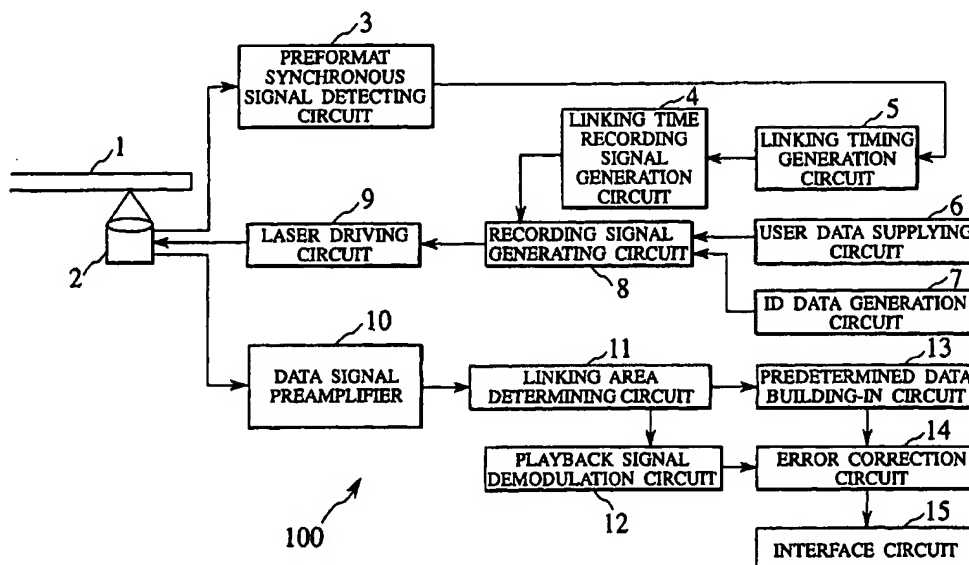 3
PREFORMAT
SYNCHRONOUS
SIGNAL DETECTING
CIRCUIT
4
LINKING TIME
RECORDING
SIGNAL
GENERATION
CIRCUIT
5
LINKING TIMING
GENERATION
CIRCUIT
1
2
9
LASER DRIVING
CIRCUIT
RECORDING SIGNAL
GENERATING CIRCUIT
8
6
USER DATA SUPPLYING
CIRCUIT
7
ID DATA GENERATION
CIRCUIT
10
DATA SIGNAL
PREAMPLIFIER
11
LINKING AREA
DETERMINING CIRCUIT
13
PREDETERMINED DATA
BUILDING-IN CIRCUIT
PLAYBACK SIGNAL
DEMODULATION CIRCUIT
12
14
ERROR CORRECTION
CIRCUIT
15
INTERFACE CIRCUIT
100